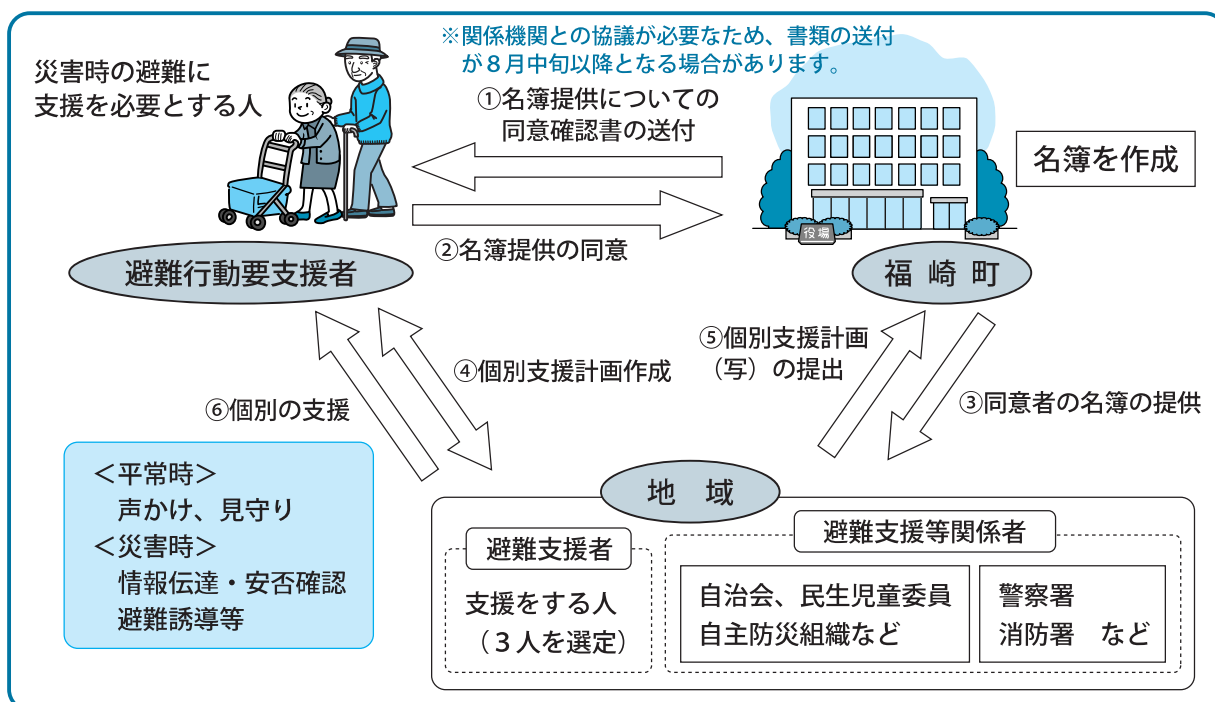 ※関係機関との協議が必要なため、書類の送付
が８月中旬以降となる場合があります。
災害時の避難に
支援を必要とする人
①名簿提供についての
同意確認書の送付
名簿を作成
役場
②名簿提供の同意
避難行動要支援者
福崎町
⑤個別支援計画
（写）の提出
④個別支援計画作成
③同意者の名簿の提供
⑥個別の支援
＜平常時＞
声かけ、見守り
＜災害時＞
情報伝達・安否確認
避難誘導等
地域
避難支援者
支援をする人
（３人を選定）
避難支援等関係者
自治会、民生児童委員
自主防災組織など
警察署
消防署　など